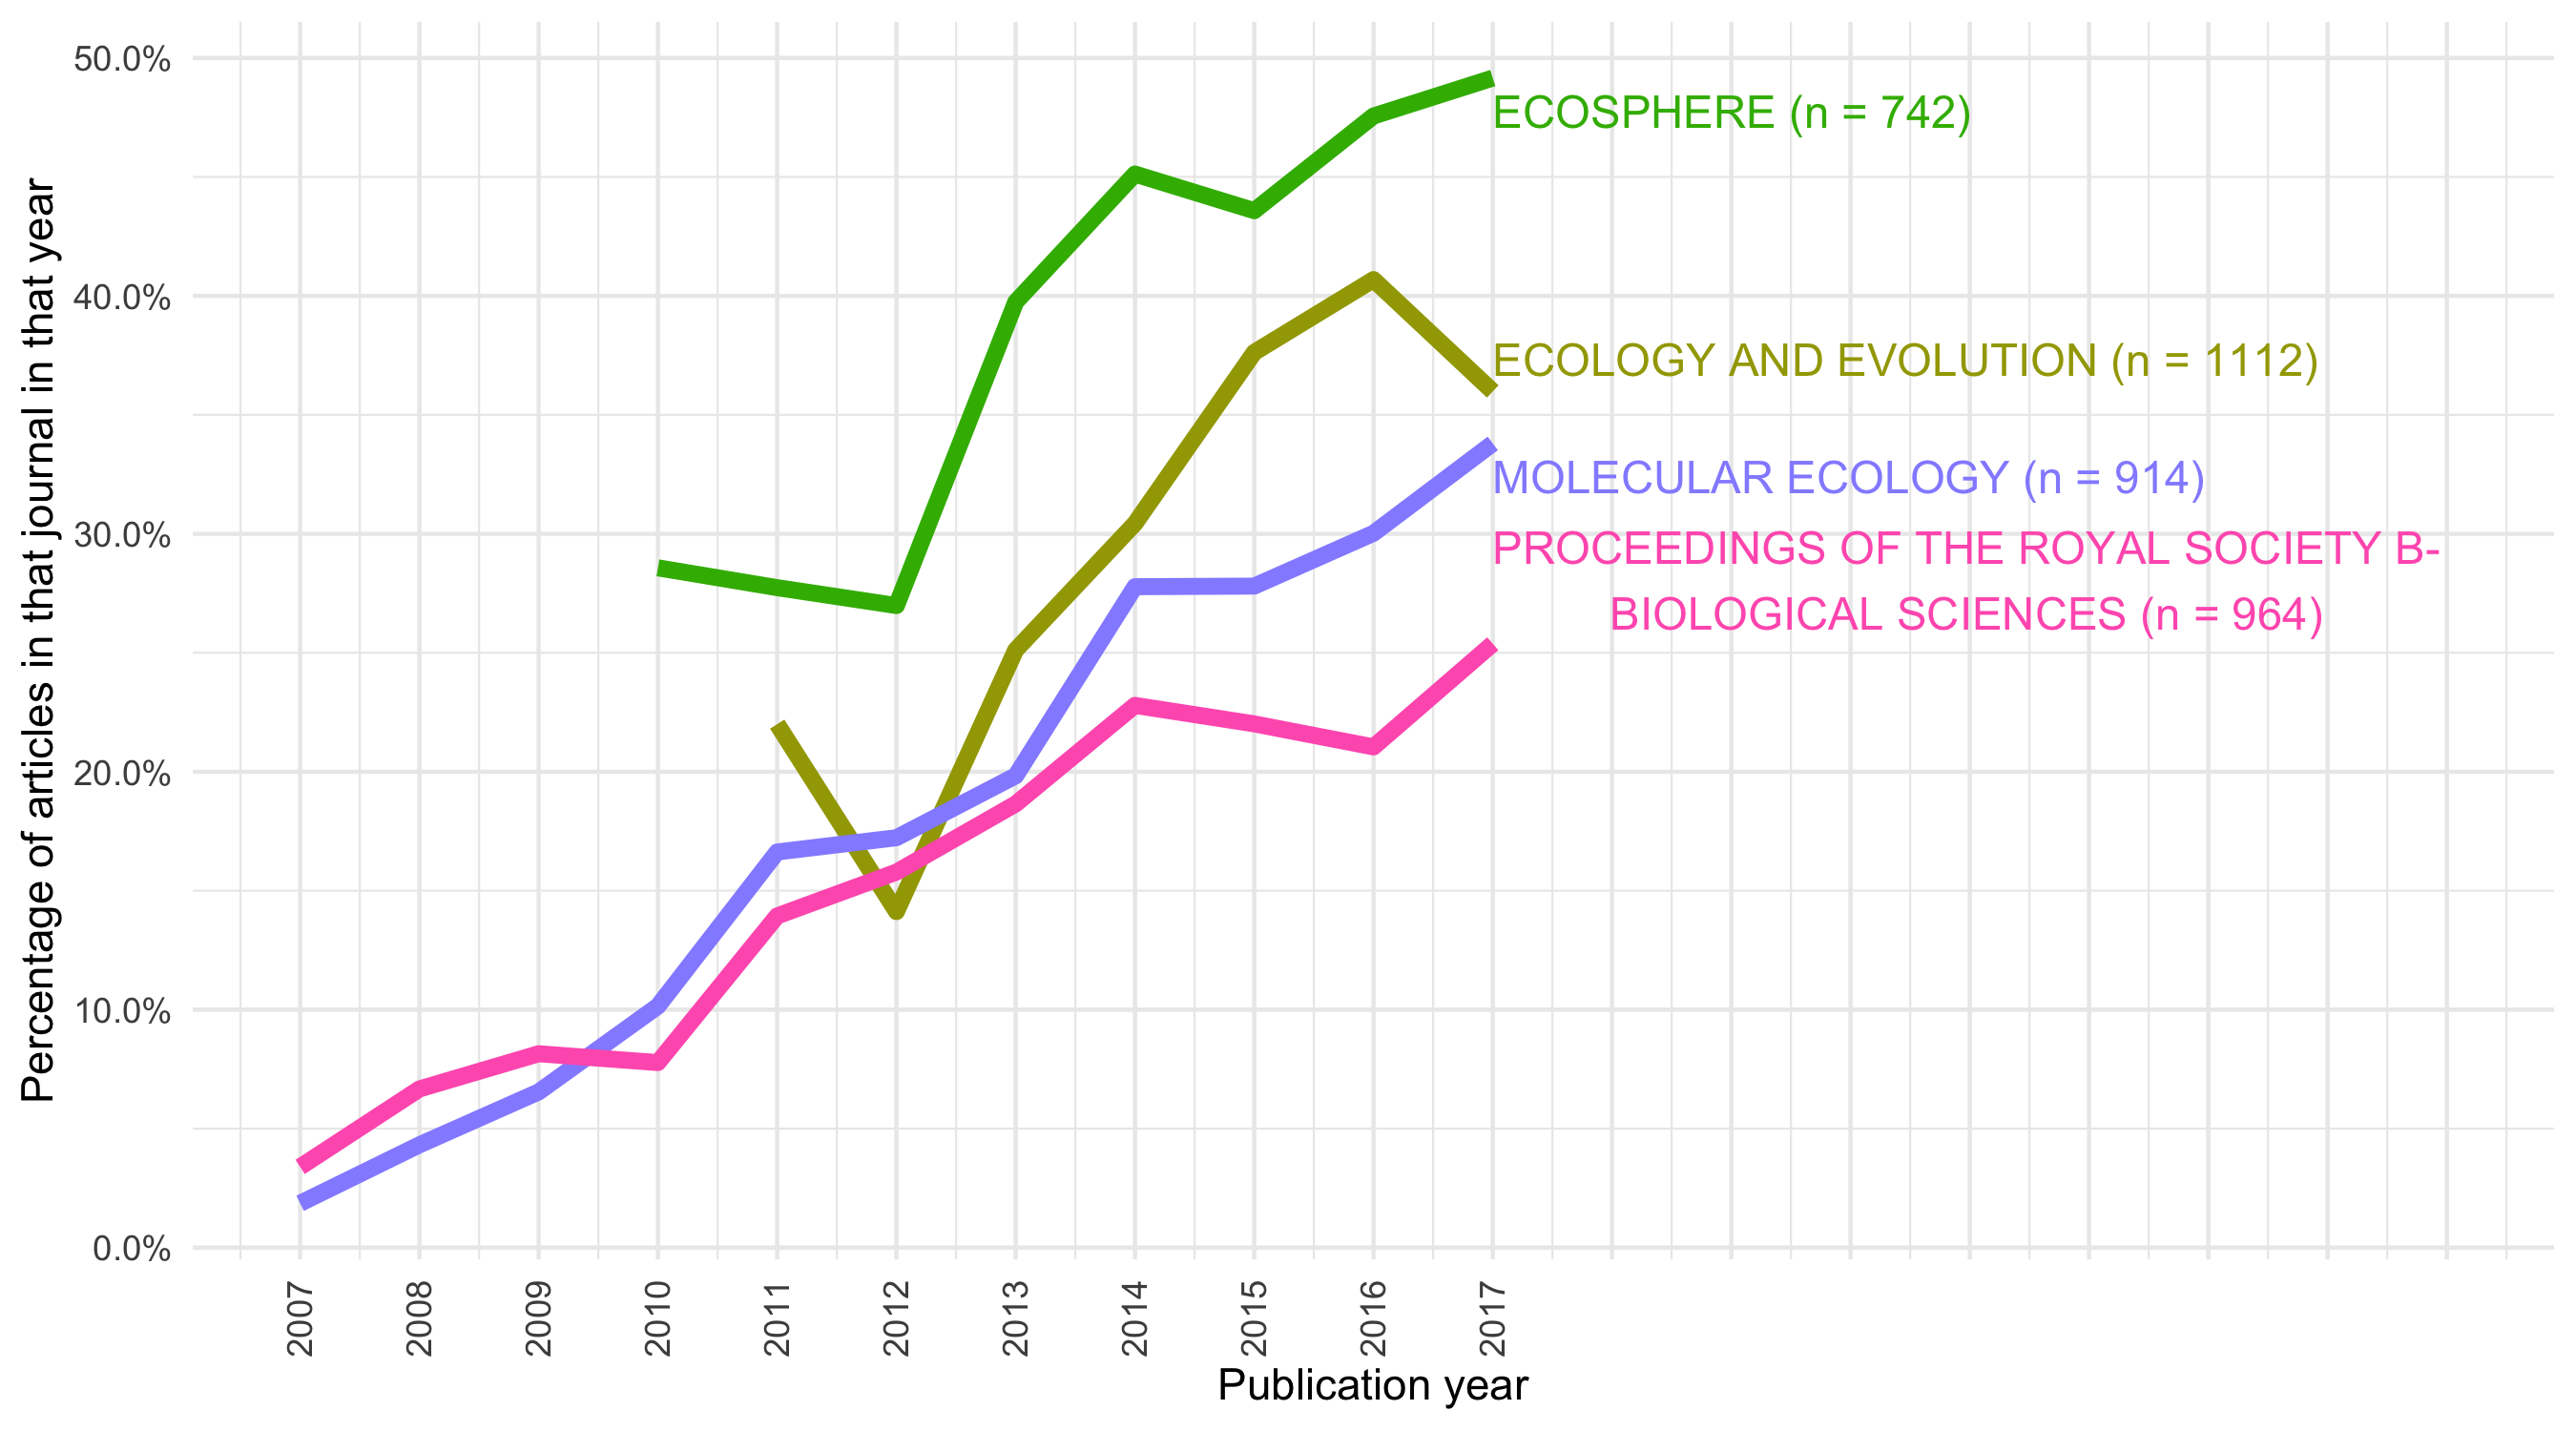 Percentage of articles in that journal in that year
50.0%
40.0%
30.0%
20.0%
10.0%
0.0%
ECOSPHERE (n = 742)
ECOLOGY AND EVOLUTION (n = 1112)
MOLECULAR ECOLOGY (n = 914)
PROCEEDINGS OF THE ROYAL SOCIETY B-
BIOLOGICAL SCIENCES (n = 964)
2007
2008
2009
2010
2011
2012
2013
2014
2015
2016
2017
Publication year